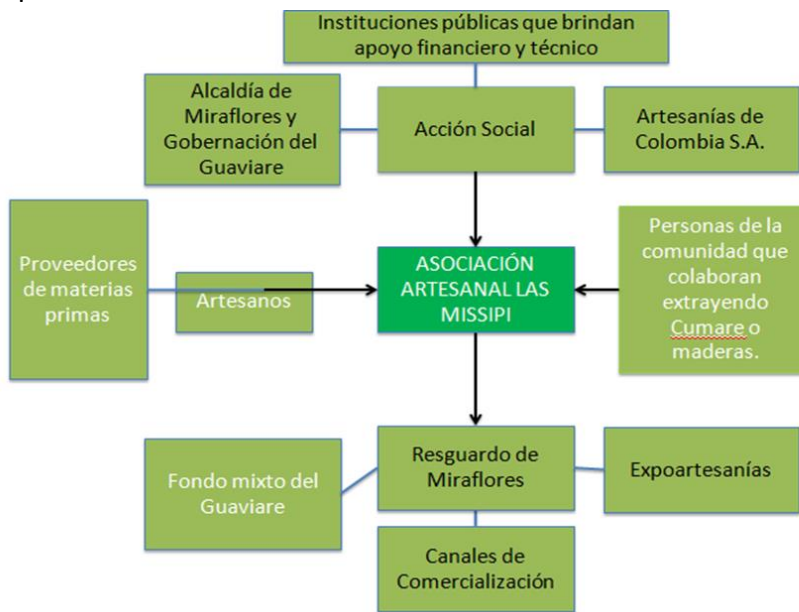 Instituciones públicas que brindan
apoyo financiero y técnico
Alcaldía de
Miraflores y
Gobernación del
Guaviare
Acción Social
Artesanías de
Colombia S.A.
Proveedores
de materias
primas
Artesanos
ASOCIACIÓN
ARTESANAL LAS
MISSIPI
Personas de la
comunidad que
colaboran
extrayendo
Cumare o
maderas.
Fondo mixto del
Guaviare
Resguardo de
Miraflores
Expoartesanías
Canales de
Comercialización